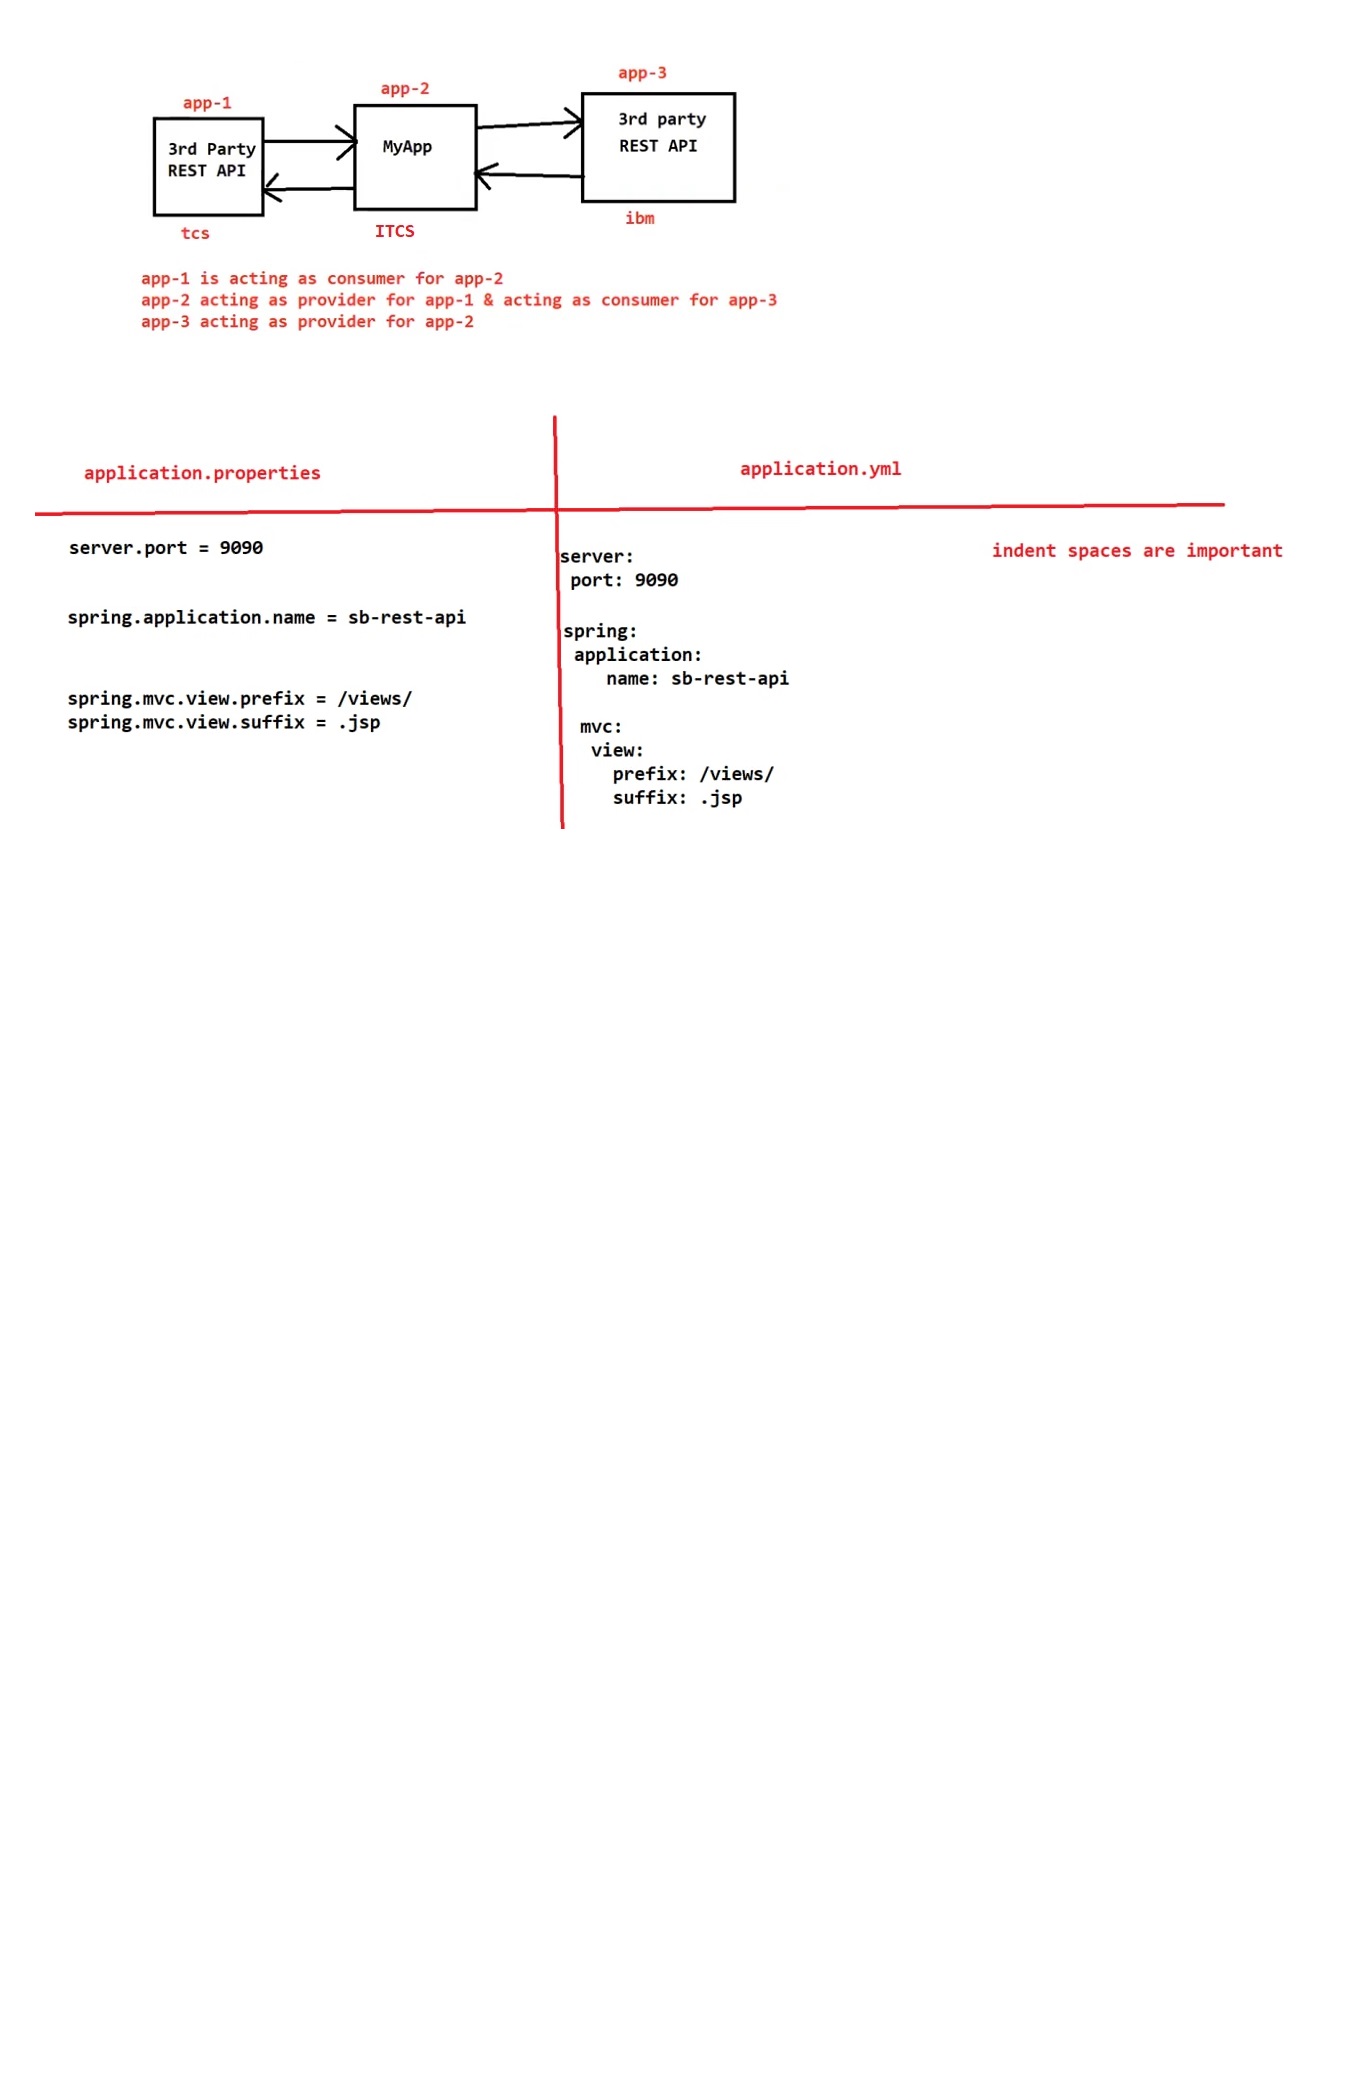 app-1
app-2
app-3
3rd Party
REST API
MyApp
3rd party
REST API
tcs
ITCS
ibm
app-1 is acting as consumer for app-2
app-2 acting as provider for app-1 & acting as consumer for app-3
app-3 acting as provider for app-2
application.properties
application.yml
server.port = 9090
spring.application.name = sb-rest-api
spring.mvc.view.prefix = /views/
spring.mvc.view.suffix = .jsp
server:
port: 9090
spring:
application:
name: sb-rest-api
mvc:
view:
prefix: /views/
suffix: .jsp
indent spaces are important